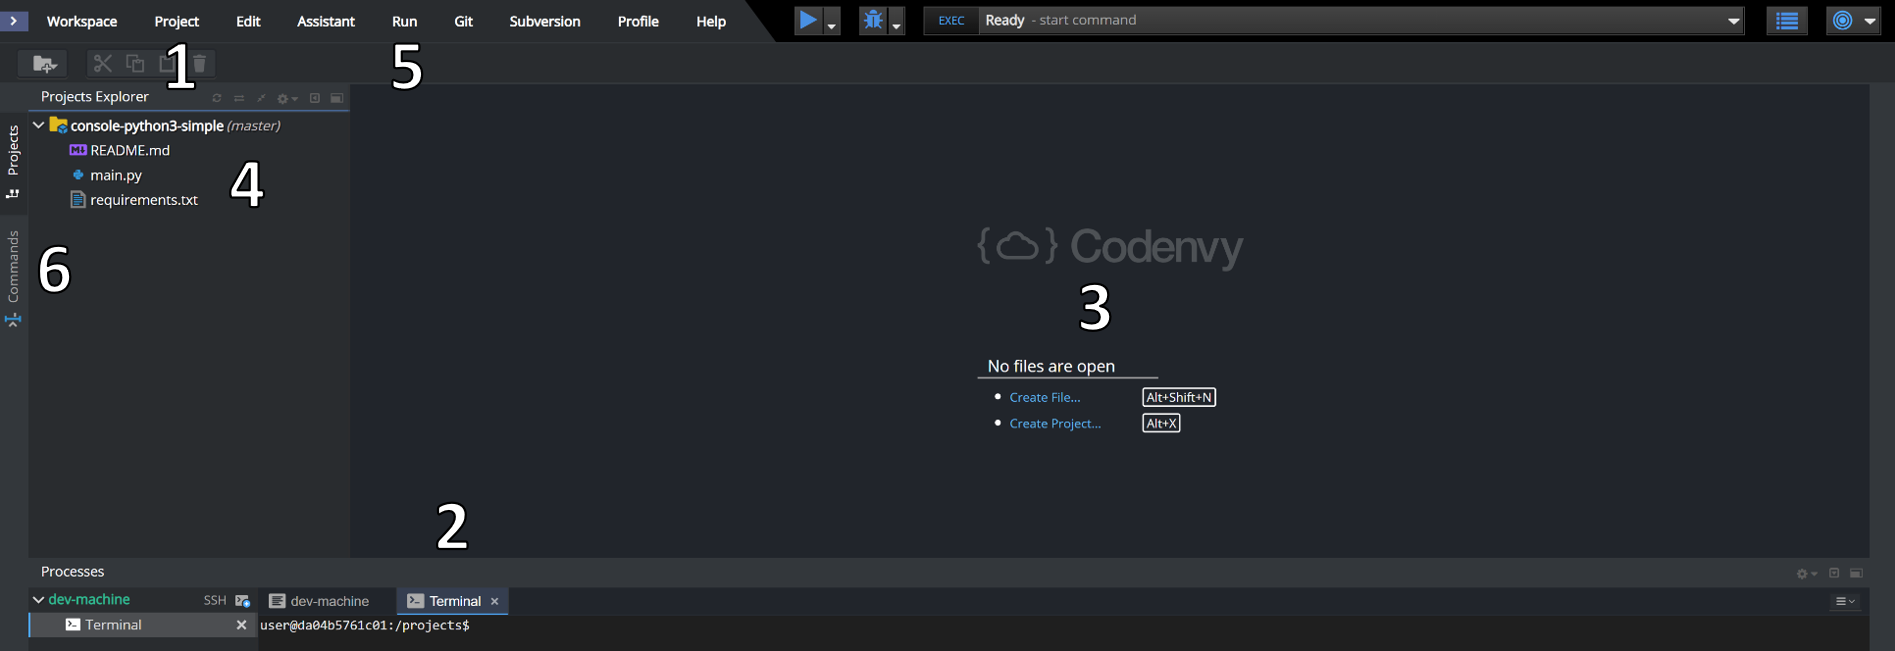 Workspace Project Edit Assistant Run Git Subversion Profile Help EXEC Ready - start command
1 5
Projects Explorer
Projects
Commands
console-python3-simple (master)
M↓ README.md
main.py
4
requirements.txt
6
{ } Codenvy
3
No files are open
Create File... Alt+Shift+N
Create Project... Alt+X
2
Processes
dev-machine SSH dev-machine Terminal ×
Terminal × user@da04b5761c01:/projects$